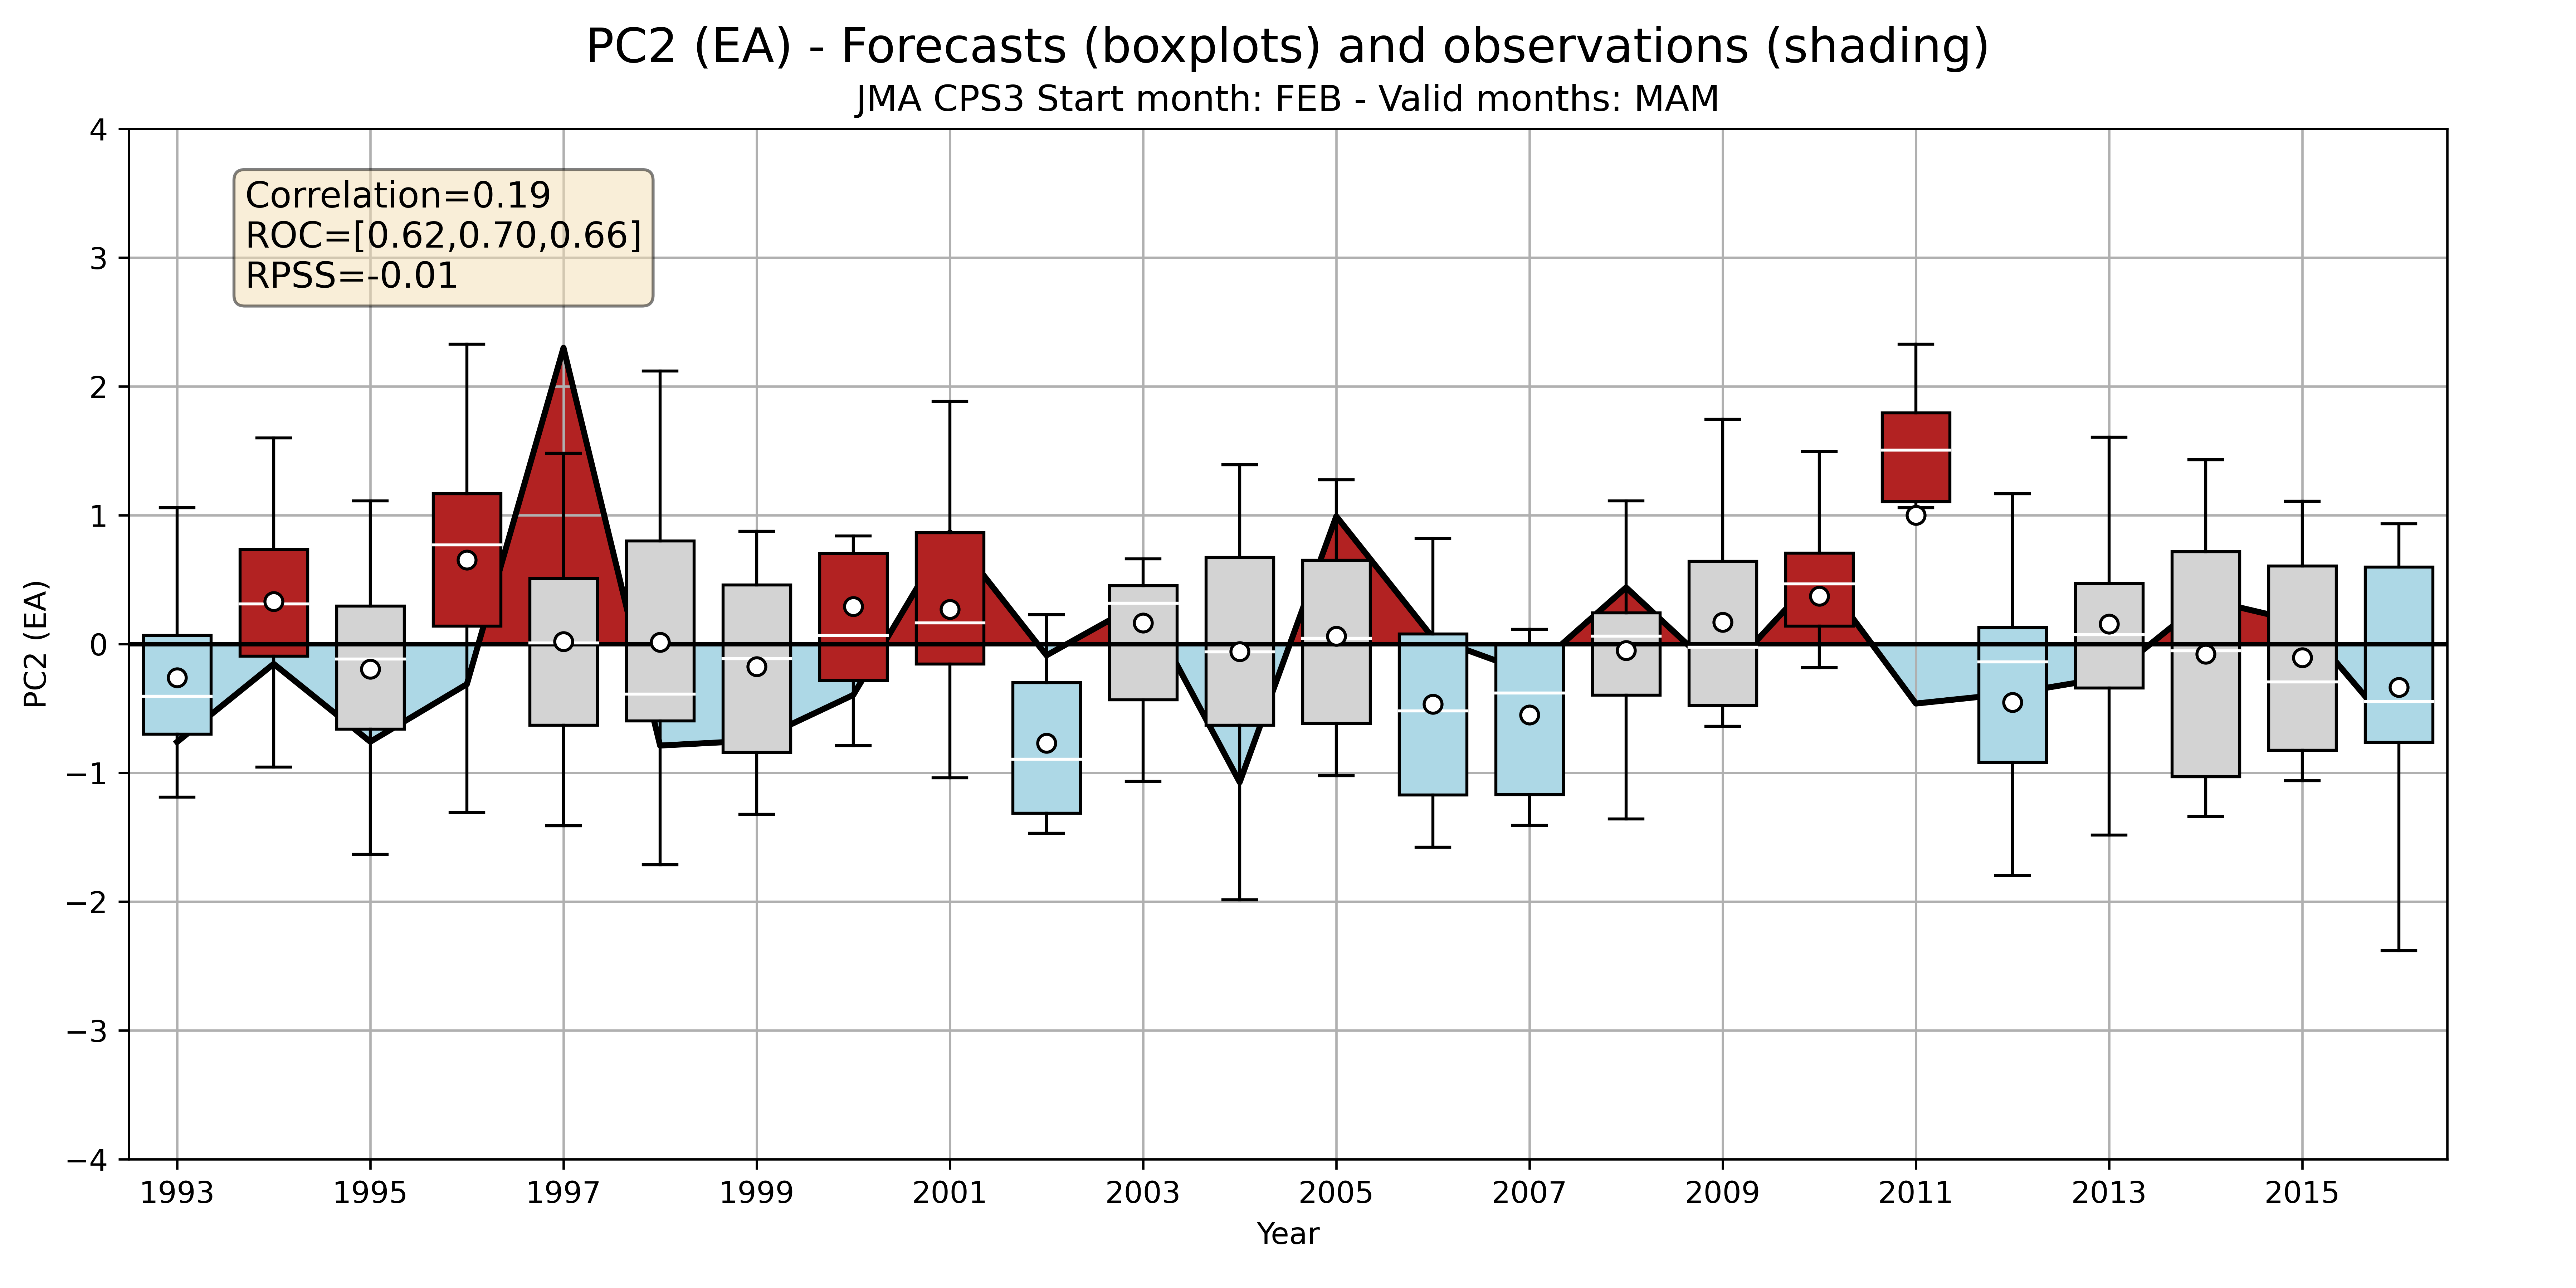 PC2 (EA) - Forecasts (boxplots) and observations (shading)
JMA CPS3 Start month: FEB - Valid months: MAM
Correlation=0.19
ROC=[0.62,0.70,0.66]
RPSS=-0.01
PC2 (EA)
4
3
2
1
0
−1
−2
−3
−4
1993 1995 1997 1999 2001 2003 2005 2007 2009 2011 2013 2015
Year